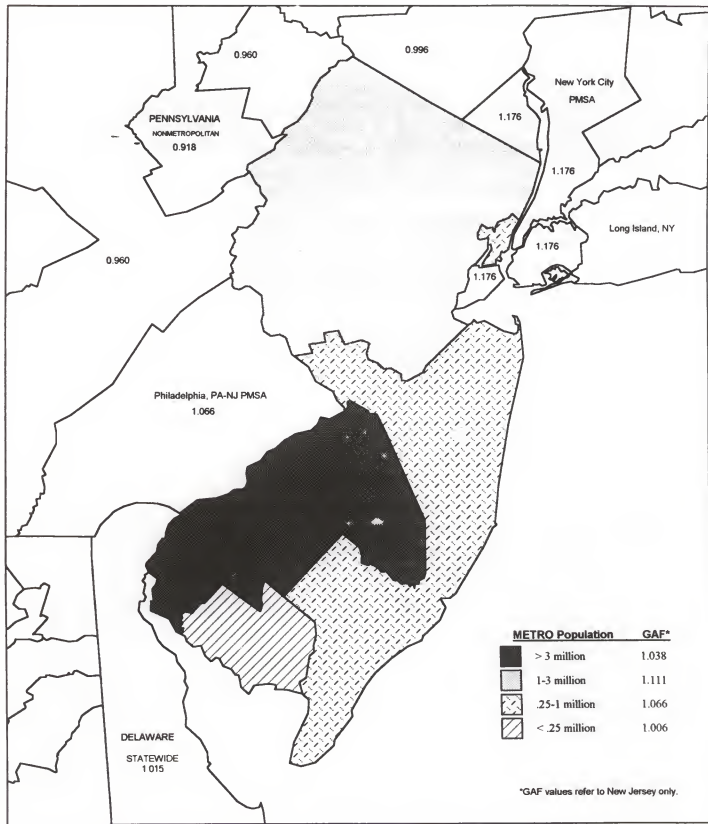 0.960
0.996
New York City
PMSA
PENNSYLVANIA
NONMETROPOLITAN
0.918
1.176
1.176
Long Island, NY
1.176
0.960
1.176
Philadelphia, PA-NJ PMSA
1.066
METRO Population GAF*
> 3 million 1.038
1-3 million 1.111
.25-1 million 1.066
< .25 million 1.006
DELAWARE
STATEWIDE
1 015
*GAF values refer to New Jersey only.